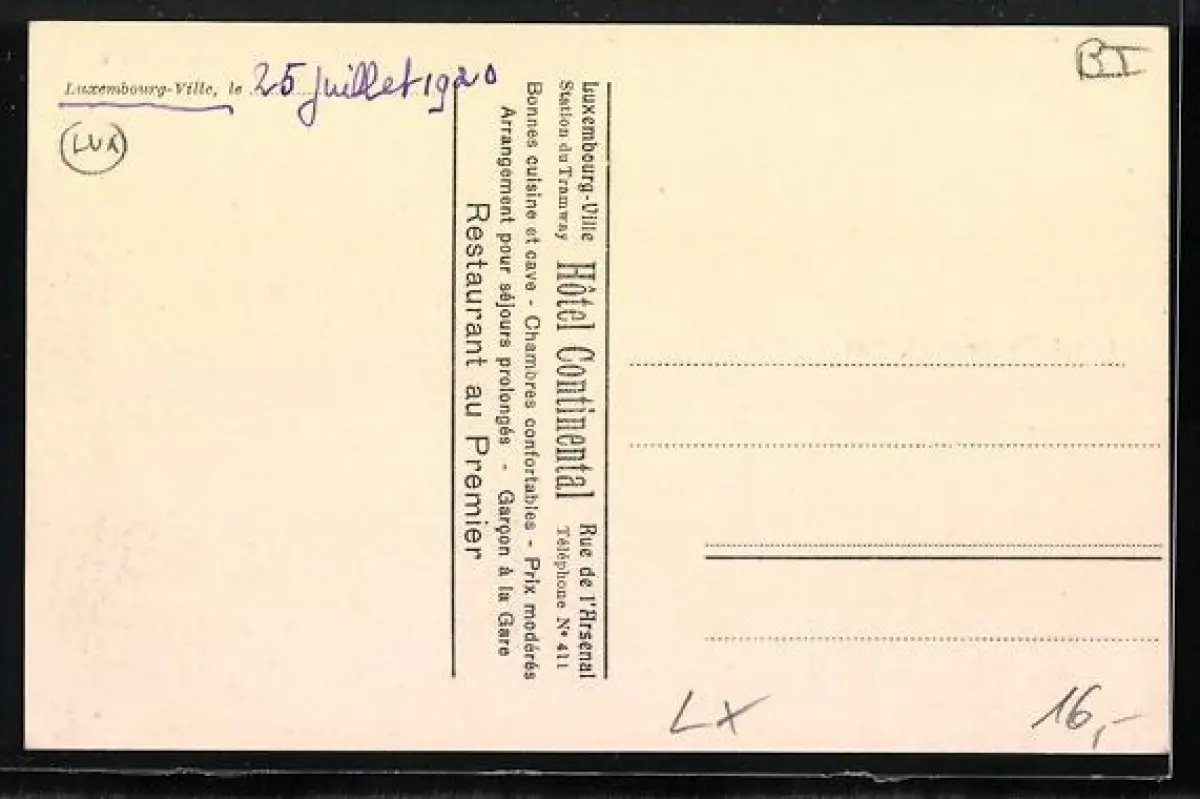 Luxembourg-Ville, le 25 juillet 1920
LUX
BI
Luxembourg-Ville Rue de l'Arsenal
Station du Tramway Hôtel Continental Téléphone N° 411
Bonnes cuisine et cave - Chambres confortables - Prix modérés
Arrangement pour séjours prolongés - Garçon à la Gare
Restaurant au Premier
LX
16,-